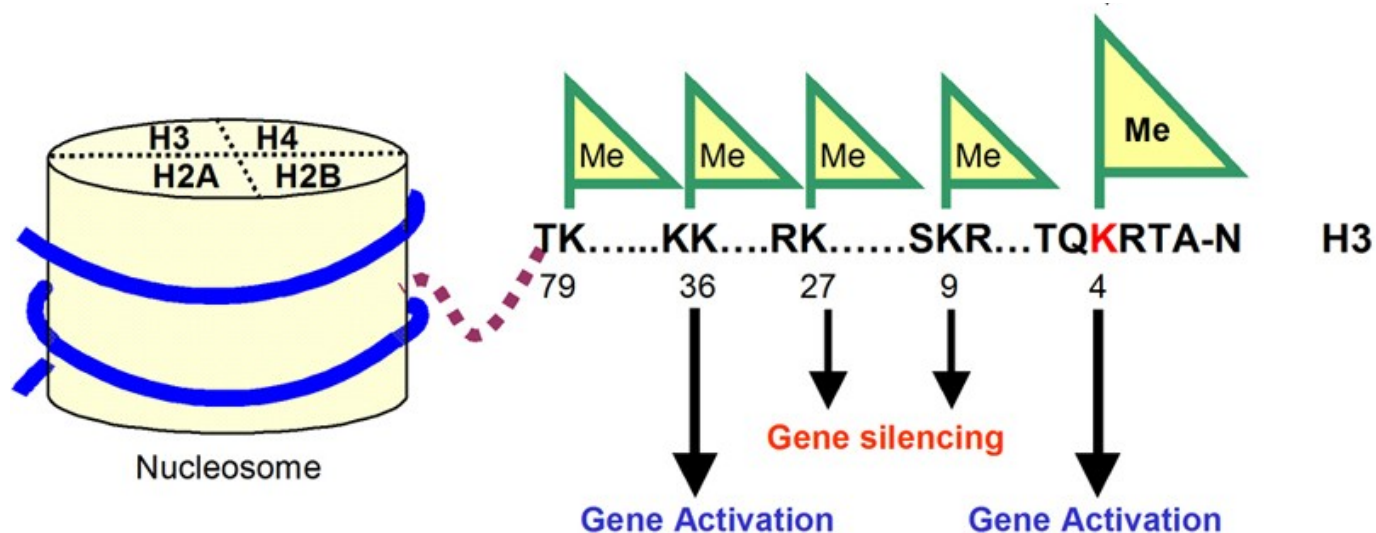 H3 H4
H2A H2B
Nucleosome
Me Me Me Me Me
TK......KK....RK......SKR...TQKRTA-N H3
79 36 27 9 4
Gene silencing
Gene Activation Gene Activation